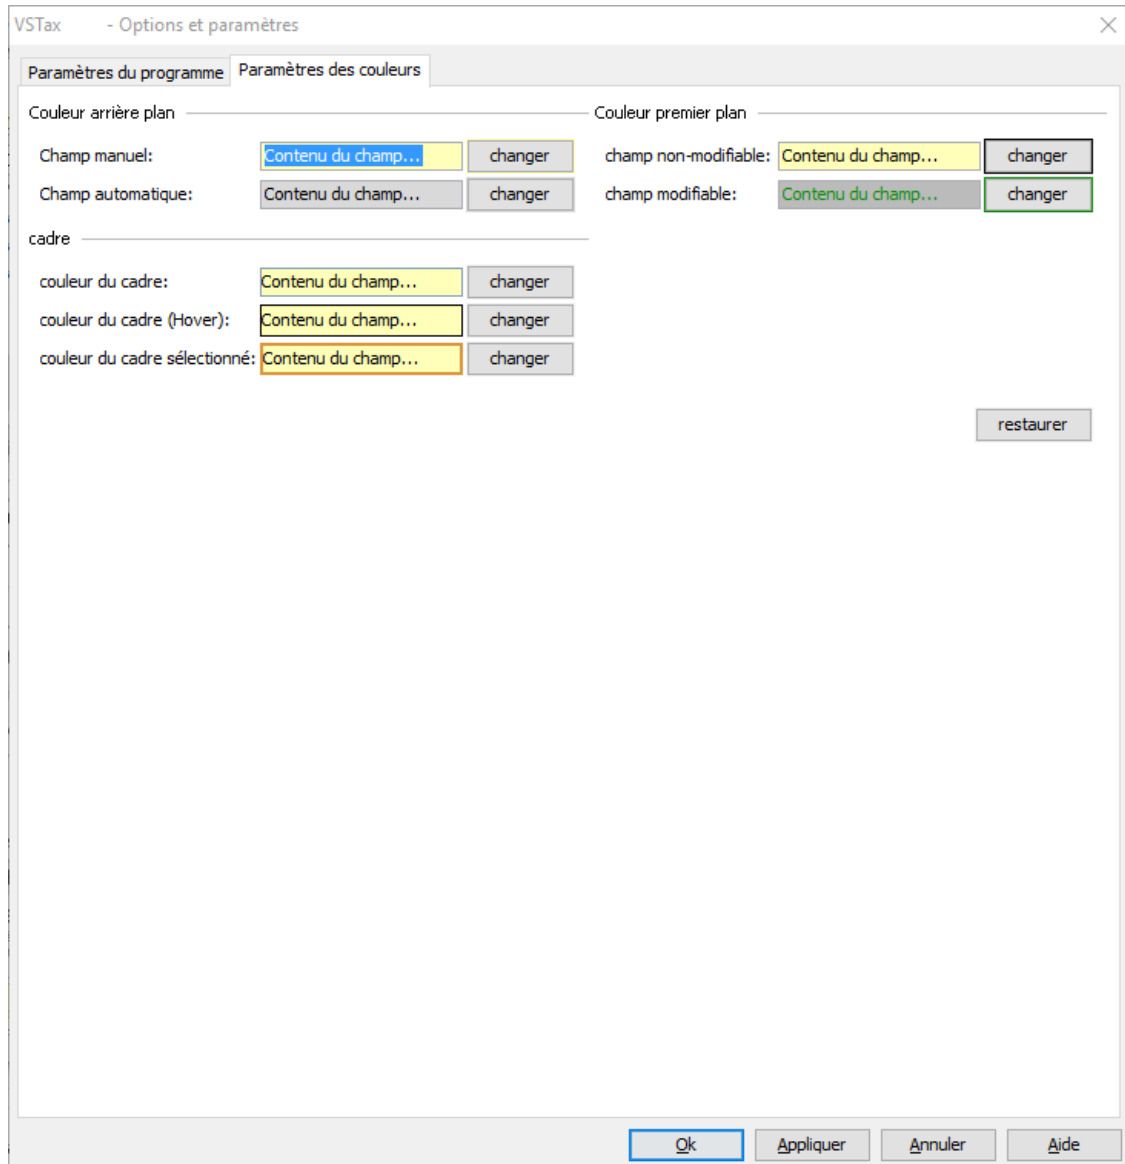 VSTax - Options et paramètres
Paramètres du programme Paramètres des couleurs
Couleur arrière plan Couleur premier plan
Champ manuel: Contenu du champ... changer champ non-modifiable: Contenu du champ... changer
Champ automatique: Contenu du champ... changer champ modifiable: Contenu du champ... changer
cadre
couleur du cadre: Contenu du champ... changer
couleur du cadre (Hover): Contenu du champ... changer
couleur du cadre sélectionné: Contenu du champ... changer
restaurer
Ok Appliquer Annuler Aide